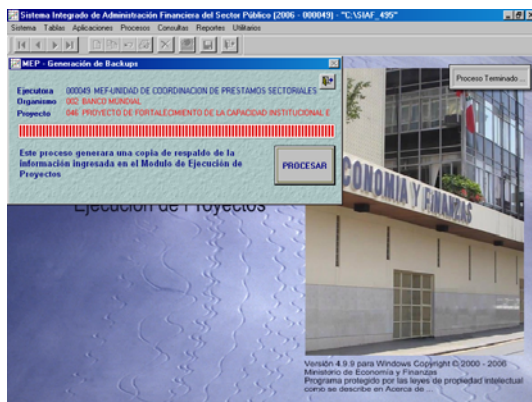 Sistema Integrado de Administración Financiera del Sector Público [2006 - 000049] - "C:\SIAF_495"
Sistema Tablas Aplicaciones Procesos Consultas Reportes Utilitarios
MEP - Generación de Backups
Ejecutora 000049 MEF-UNIDAD DE COORDINACION DE PRESTAMOS SECTORIALES
Organismo 002 BANCO MUNDIAL
Proyecto 046 PROYECTO DE FORTALECIMIENTO DE LA CAPACIDAD INSTITUCIONAL E
Este proceso generara una copia de respaldo de la
información ingresada en el Modulo de Ejecución de
Proyectos
PROCESAR
Proceso Terminado...
Ejecución de Proyectos
CONOMIA Y FINANZAS
Versión 4.9.9 para Windows Copyright © 2000 - 2006
Ministerio de Economía y Finanzas
Programa protegido por las leyes de propiedad intelectual
como se describe en Acerca de ...